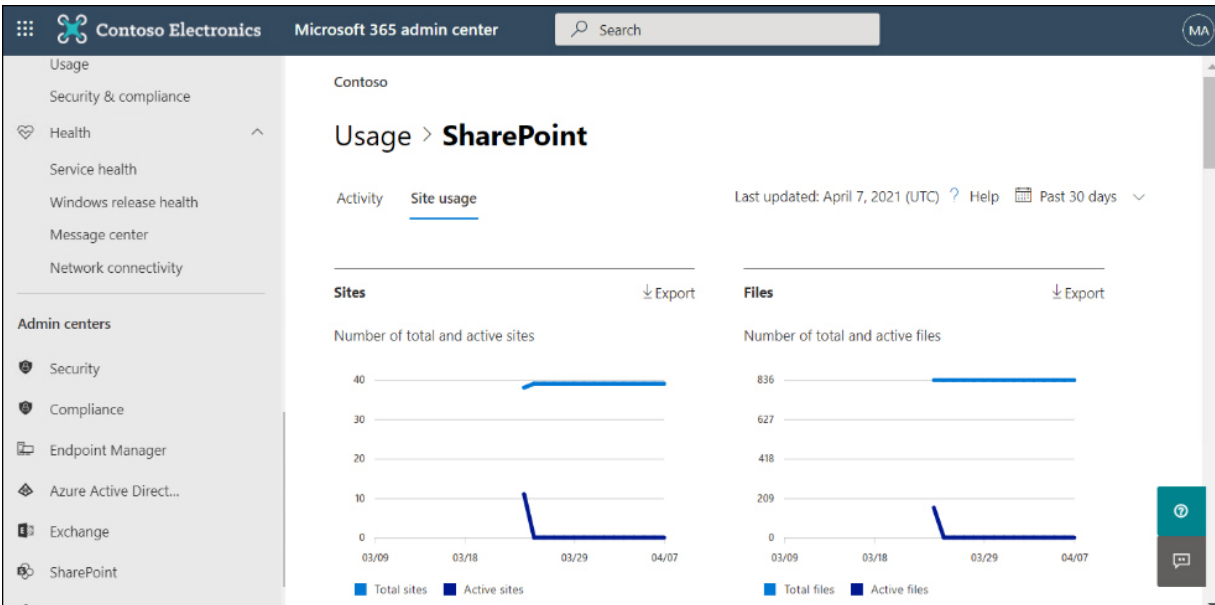 Contoso Electronics
Microsoft 365 admin center
Search
MA
Usage
Security & compliance
Health
Service health
Windows release health
Message center
Network connectivity
Admin centers
Security
Compliance
Endpoint Manager
Azure Active Direct...
Exchange
SharePoint
Contoso
Usage > SharePoint
Activity
Site usage
Last updated: April 7, 2021 (UTC) ? Help
Past 30 days
Sites
Export
Number of total and active sites
40
30
20
10
0
03/09 03/18 03/29 04/07
Total sites Active sites
Files
Export
Number of total and active files
836
627
418
209
0
03/09 03/18 03/29 04/07
Total files Active files